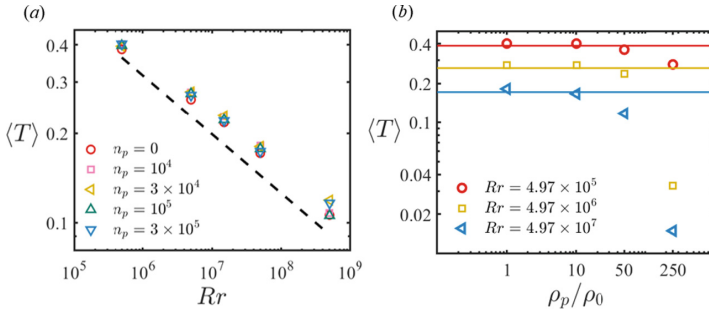 (a)
0.4
0.3
0.2
0.1
⟨T⟩
n_p = 0
n_p = 10^4
n_p = 3 × 10^4
n_p = 10^5
n_p = 3 × 10^5
10^5 10^6 10^7 10^8 10^9
Rr
(b)
0.4
0.2
0.1
0.04
0.02
⟨T⟩
Rr = 4.97 × 10^5
Rr = 4.97 × 10^6
Rr = 4.97 × 10^7
1 10 50 250
ρ_p/ρ_0